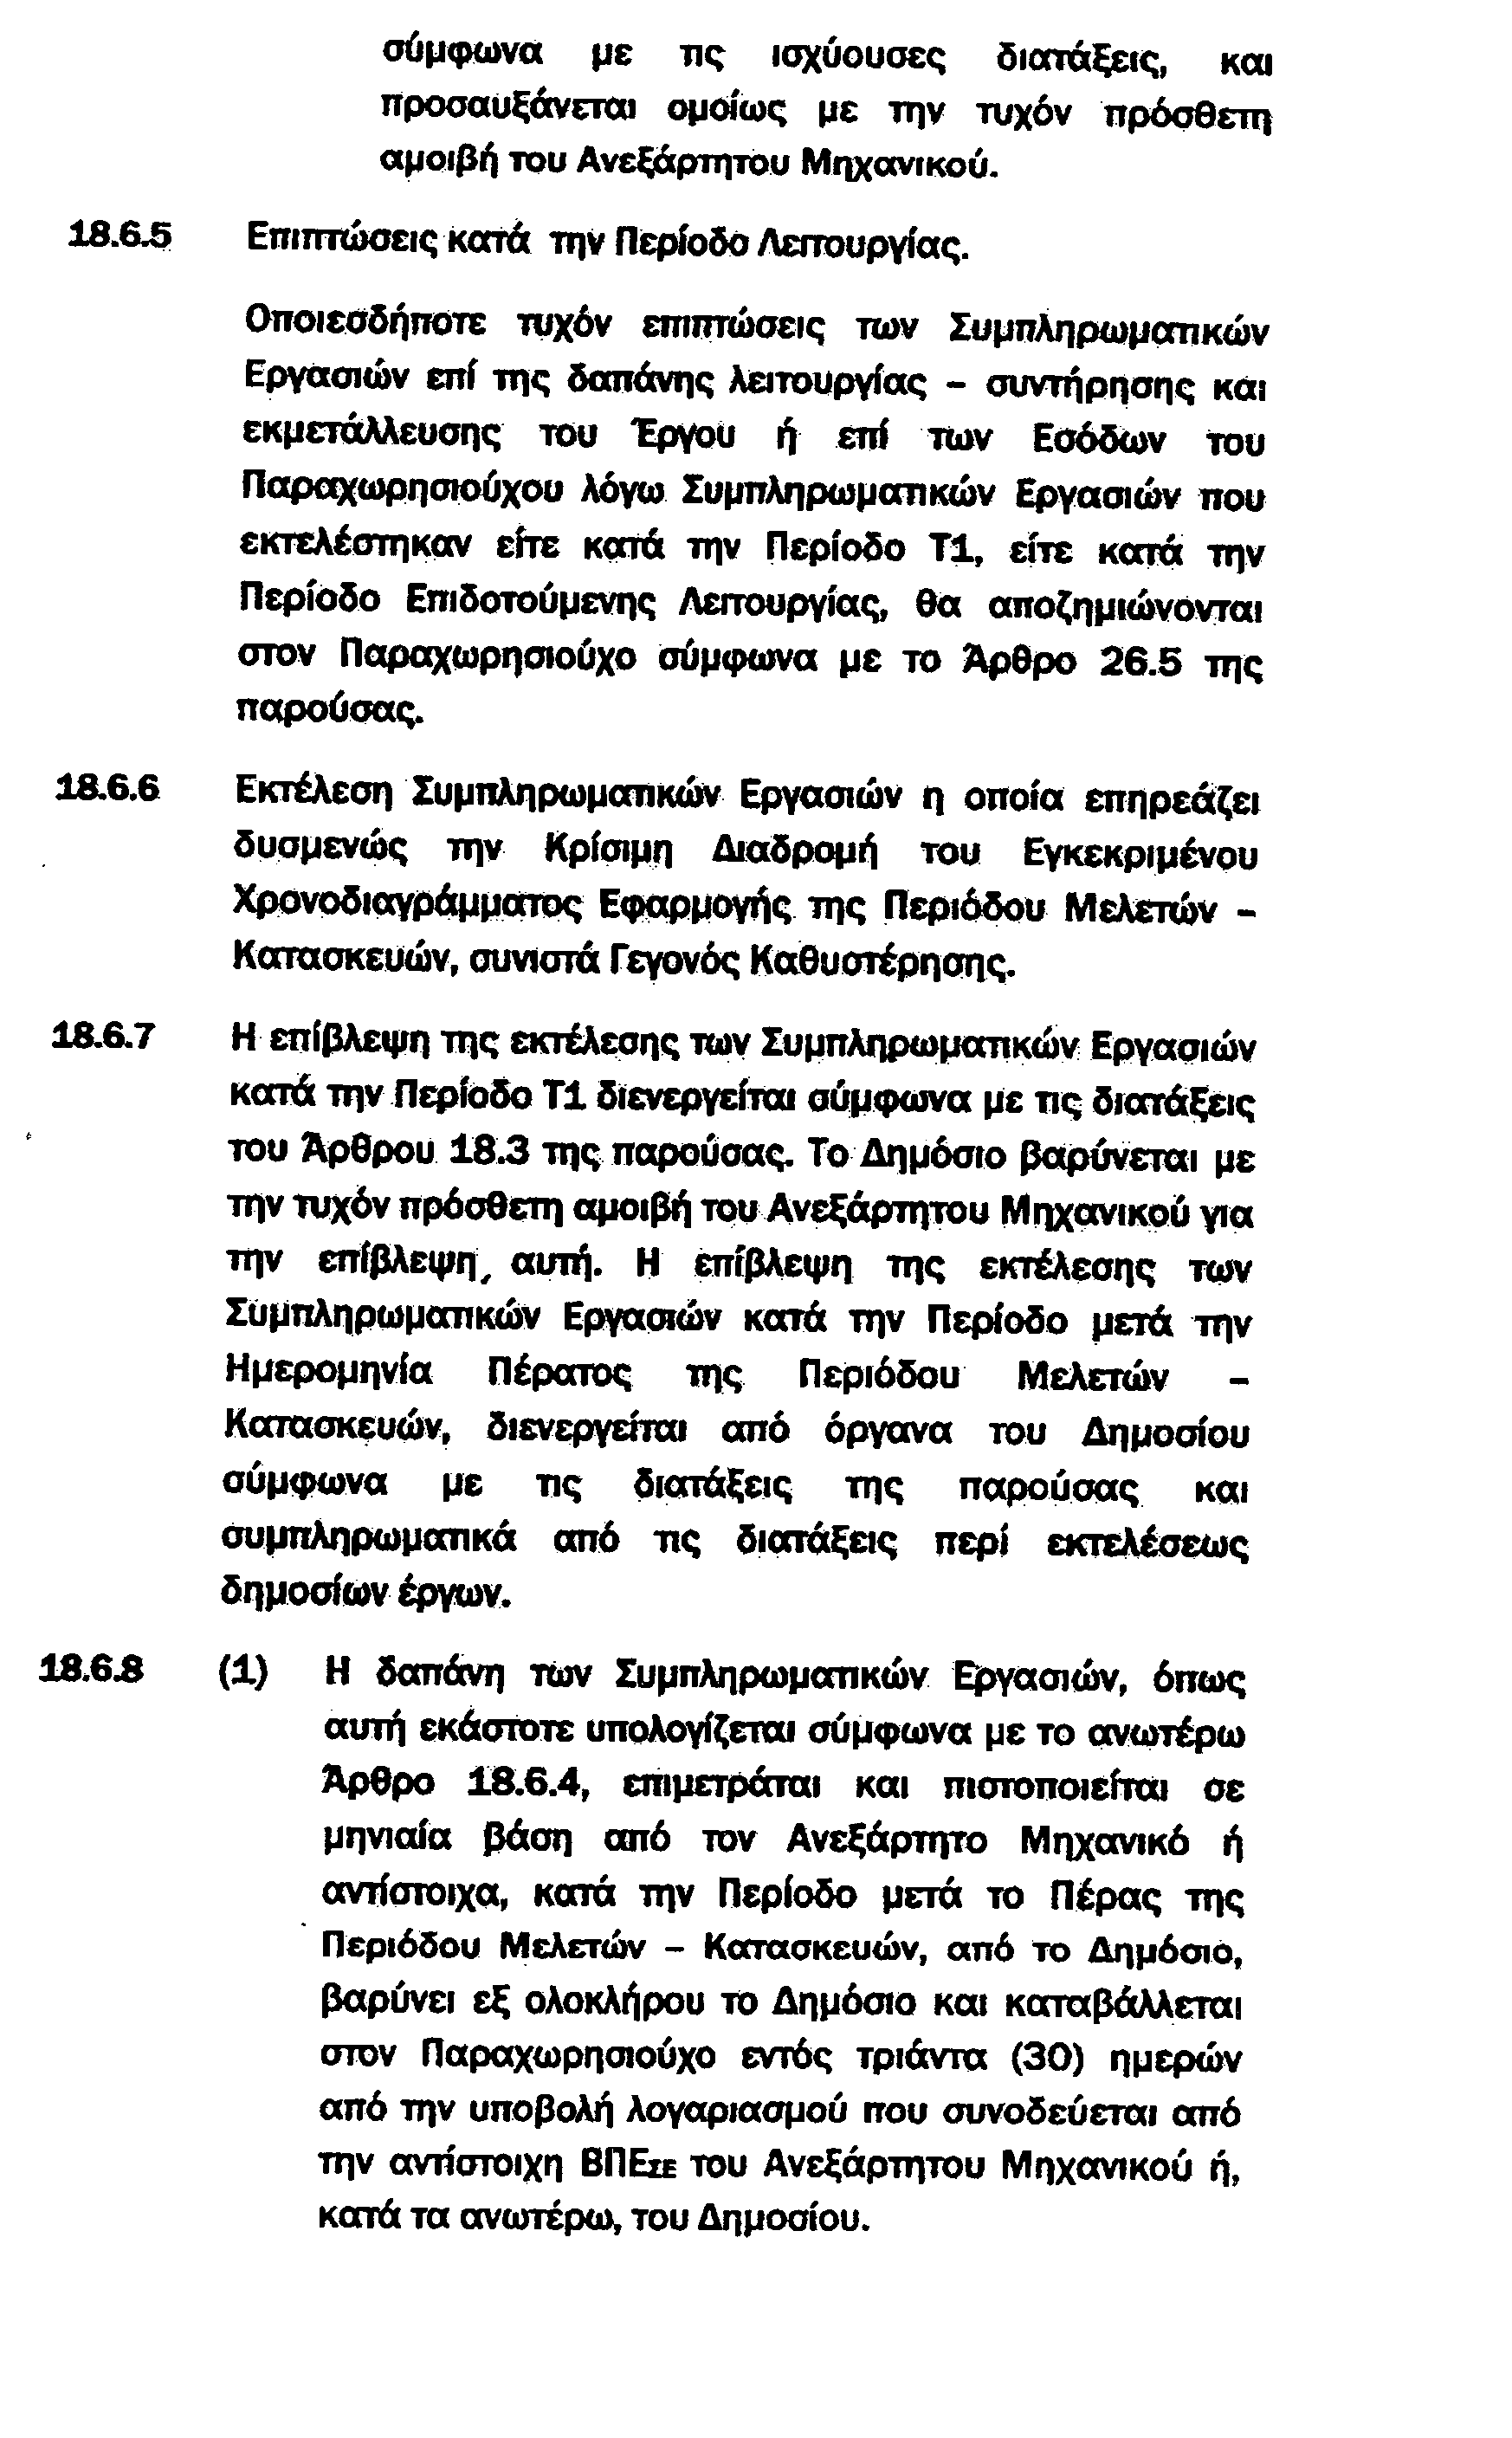 σύμφωνα με τις ισχύουσες διατάξεις, και
προσαυξάνεται ομοίως με την τυχόν πρόσθετη
αμοιβή του Ανεξάρτητου Μηχανικού.
18.6.5 Επιπτώσεις κατά την Περίοδο Λειτουργίας.
Οποιεσδήποτε τυχόν επιπτώσεις των Συμπληρωματικών
Εργασιών επί της δαπάνης λειτουργίας – συντήρησης και
εκμετάλλευσης του Έργου ή επί των Εσόδων του
Παραχωρησιούχου λόγω Συμπληρωματικών Εργασιών που
εκτελέστηκαν είτε κατά την Περίοδο Τ1, είτε κατά την
Περίοδο Επιδοτούμενης Λειτουργίας, θα αποζημιώνονται
στον Παραχωρησιούχο σύμφωνα με το Άρθρο 26.5 της
παρούσας.
18.6.6 Εκτέλεση Συμπληρωματικών Εργασιών η οποία επηρεάζει
δυσμενώς την Κρίσιμη Διαδρομή του Εγκεκριμένου
Χρονοδιαγράμματος Εφαρμογής της Περιόδου Μελετών –
Κατασκευών, συνιστά Γεγονός Καθυστέρησης.
18.6.7 Η επίβλεψη της εκτέλεσης των Συμπληρωματικών Εργασιών
κατά την Περίοδο Τ1 διενεργείται σύμφωνα με τις διατάξεις
του Άρθρου 18.3 της παρούσας. Το Δημόσιο βαρύνεται με
την τυχόν πρόσθετη αμοιβή του Ανεξάρτητου Μηχανικού για
την επίβλεψη, αυτή. Η επίβλεψη της εκτέλεσης των
Συμπληρωματικών Εργασιών κατά την Περίοδο μετά την
Ημερομηνία Πέρατος της Περιόδου Μελετών –
Κατασκευών, διενεργείται από όργανα του Δημοσίου
σύμφωνα με τις διατάξεις της παρούσας και
συμπληρωματικά από τις διατάξεις περί εκτελέσεως
δημοσίων έργων.
18.6.8 (1) Η δαπάνη των Συμπληρωματικών Εργασιών, όπως
αυτή εκάστοτε υπολογίζεται σύμφωνα με το ανωτέρω
Άρθρο 18.6.4, επιμετράται και πιστοποιείται σε
μηνιαία βάση από τον Ανεξάρτητο Μηχανικό ή
αντίστοιχα, κατά την Περίοδο μετά το Πέρας της
Περιόδου Μελετών – Κατασκευών, από το Δημόσιο,
βαρύνει εξ ολοκλήρου το Δημόσιο και καταβάλλεται
στον Παραχωρησιούχο εντός τριάντα (30) ημερών
από την υποβολή λογαριασμού που συνοδεύεται από
την αντίστοιχη ΒΠΕΣΕ του Ανεξάρτητου Μηχανικού ή,
κατά τα ανωτέρω, του Δημοσίου.